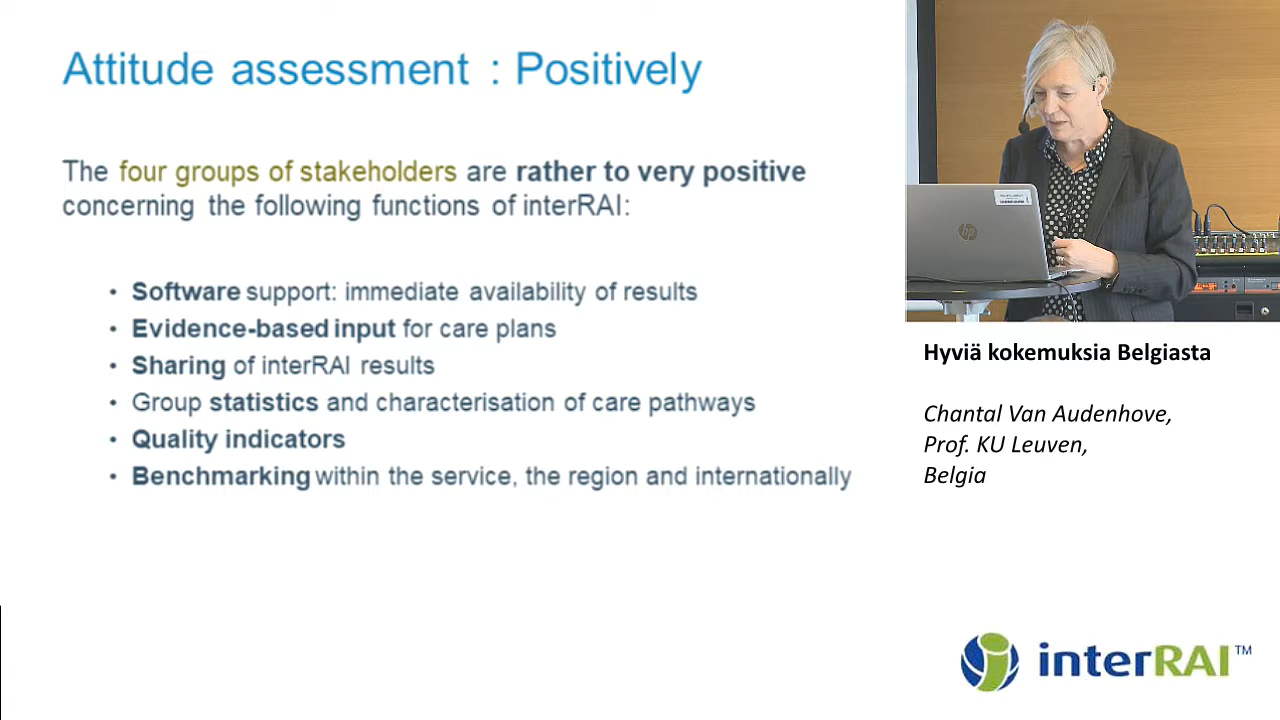 Attitude assessment : Positively
The four groups of stakeholders are rather to very positive
concerning the following functions of interRAI:
• Software support: immediate availability of results
• Evidence-based input for care plans
• Sharing of interRAI results
• Group statistics and characterisation of care pathways
• Quality indicators
• Benchmarking within the service, the region and internationally
hp
Hyviä kokemuksia Belgiasta
Chantal Van Audenhove,
Prof. KU Leuven,
Belgia
interRAI™